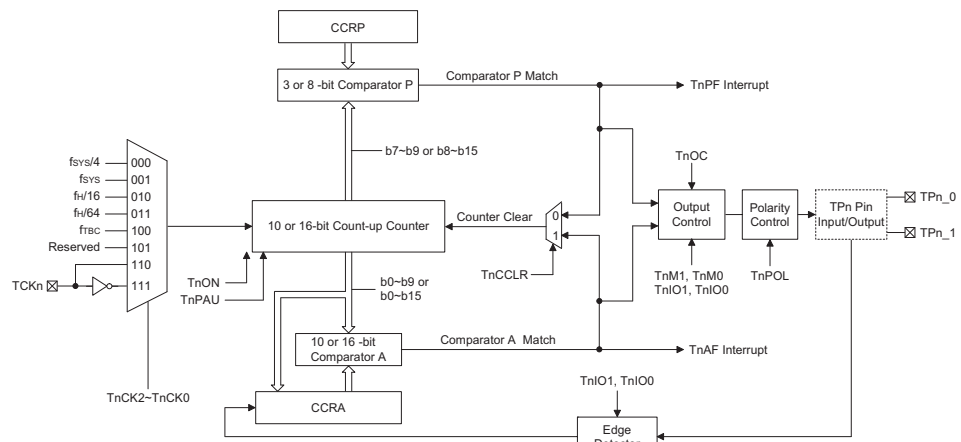 CCRP
3 or 8 -bit Comparator P
Comparator P Match
TnPF Interrupt
b7~b9 or b8~b15
fSYS/4
000
fSYS
001
fH/16
010
fH/64
011
fTBC
100
Reserved
101
110
TCKn
111
TnCK2~TnCK0
10 or 16-bit Count-up Counter
TnON
TnPAU
Counter Clear
0
1
TnCCLR
TnOC
Output
Control
TnM1, TnM0
TnIO1, TnIO0
Polarity
Control
TnPOL
TPn Pin
Input/Output
TPn_0
TPn_1
b0~b9 or
b0~b15
10 or 16 -bit
Comparator A
Comparator A Match
TnAF Interrupt
CCRA
TnIO1, TnIO0
Edge